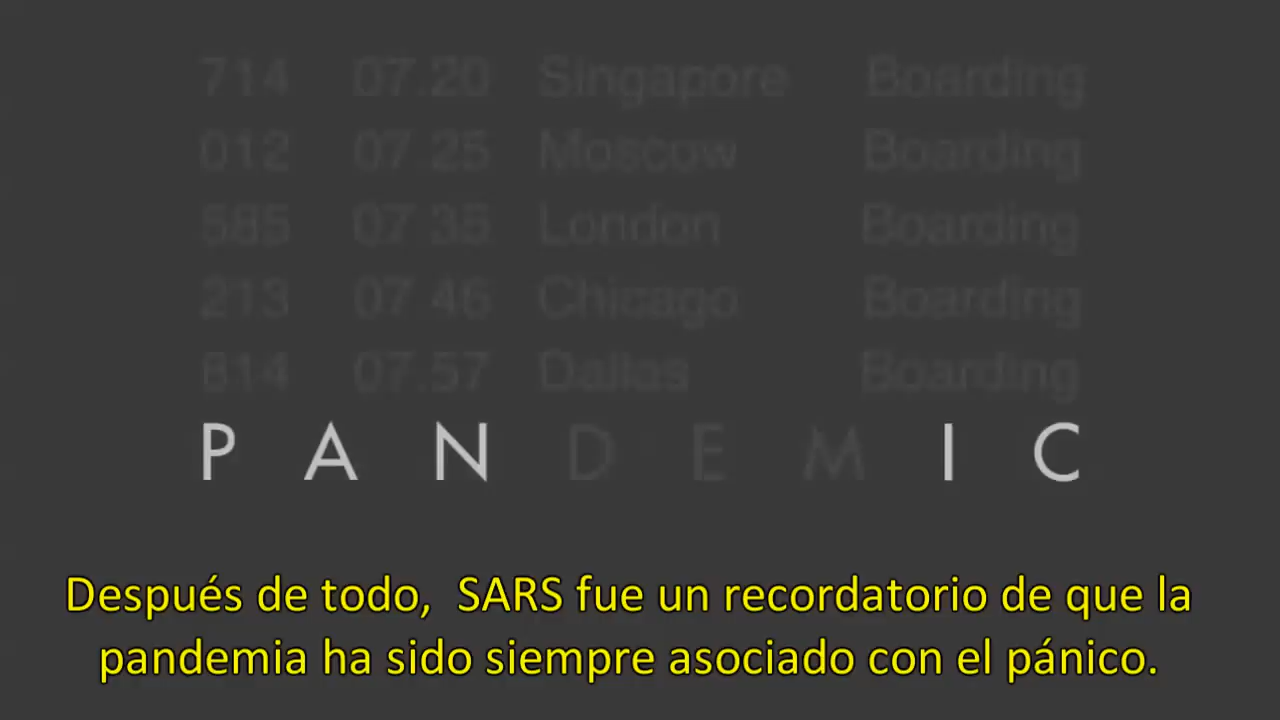 714 07.20 Singapore Boarding
012 07.25 Moscow Boarding
585 07.35 London Boarding
213 07.46 Chicago Boarding
814 07.57 Dallas Boarding
PANDEMIC
Después de todo, SARS fue un recordatorio de que la
pandemia ha sido siempre asociado con el pánico.